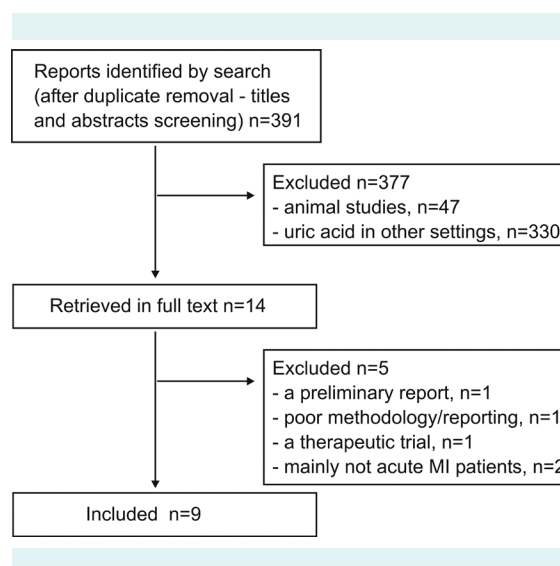 Reports identified by search
(after duplicate removal - titles
and abstracts screening) n=391
Excluded n=377
- animal studies, n=47
- uric acid in other settings, n=330
Retrieved in full text n=14
Excluded n=5
- a preliminary report, n=1
- poor methodology/reporting, n=1
- a therapeutic trial, n=1
- mainly not acute MI patients, n=2
Included n=9